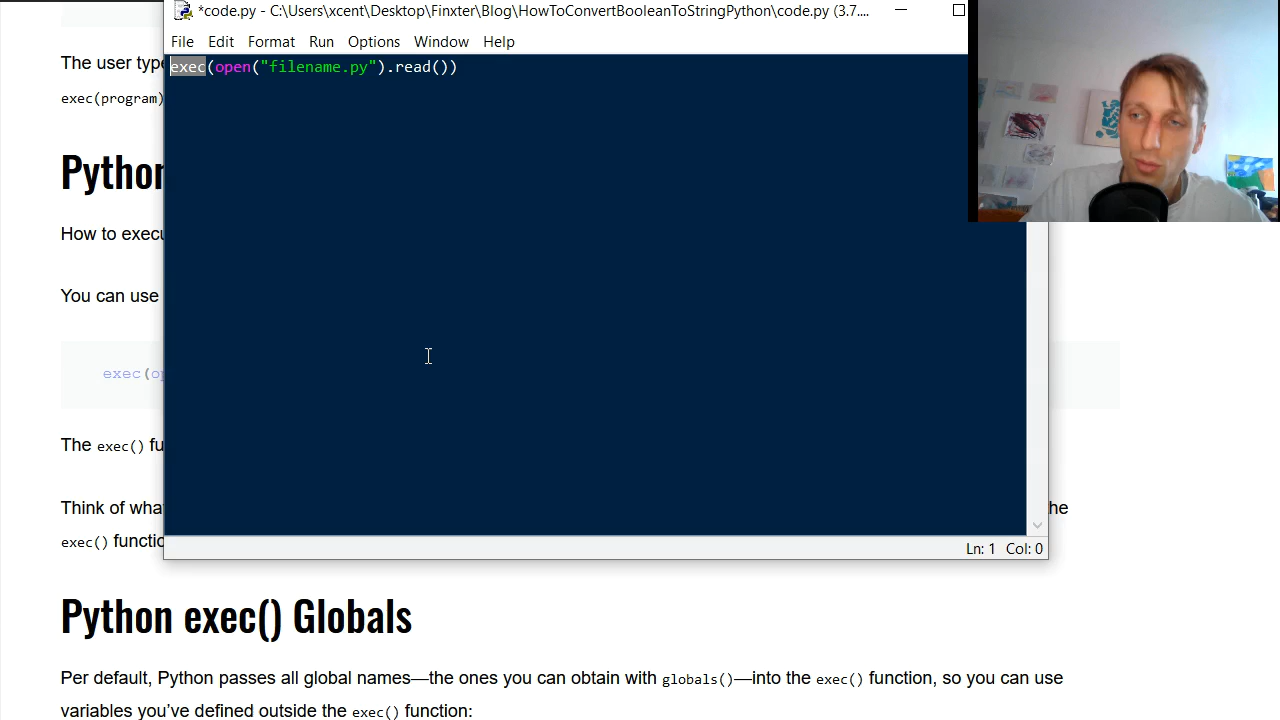 *code.py - C:\Users\xcent\Desktop\Finxter\Blog\HowToConvertBooleanToStringPython\code.py (3.7....
File Edit Format Run Options Window Help
exec(open("filename.py").read())
Ln: 1 Col: 0
The user type
exec(program)
Python
How to execu
You can use
exec(op
The exec() fu
Think of wha
he
exec() functio
Python exec() Globals
Per default, Python passes all global names—the ones you can obtain with globals()—into the exec() function, so you can use
variables you've defined outside the exec() function: